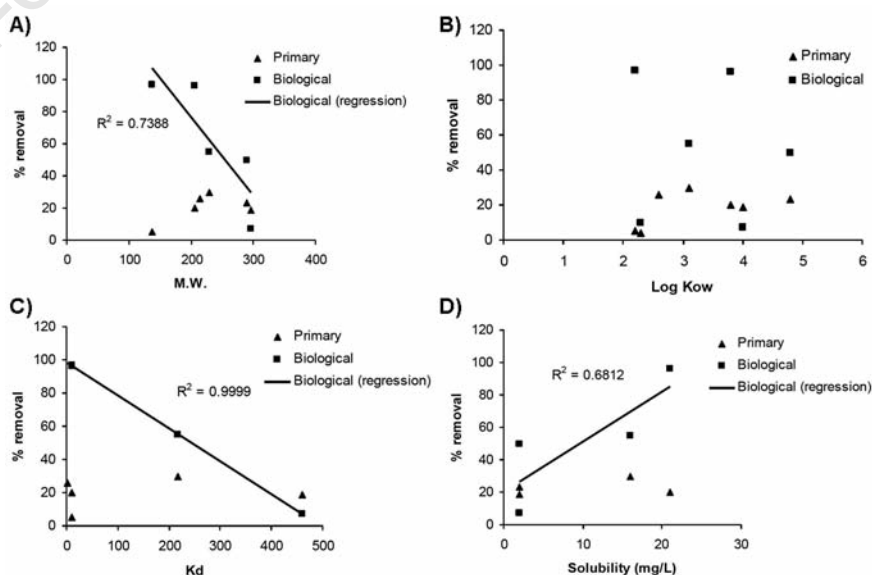 A)
120
100
80
60
40
20
0
% removal
0 100 200 300 400
M.W.
R² = 0.7388
Primary
Biological
Biological (regression)
B)
120
100
80
60
40
20
0
% removal
0 1 2 3 4 5 6
Log Kow
Primary
Biological
C)
120
100
80
60
40
20
0
% removal
0 100 200 300 400 500
Kd
R² = 0.9999
Primary
Biological
Biological (regression)
D)
120
100
80
60
40
20
0
% removal
0 10 20 30
Solubility (mg/L)
R² = 0.6812
Primary
Biological
Biological (regression)